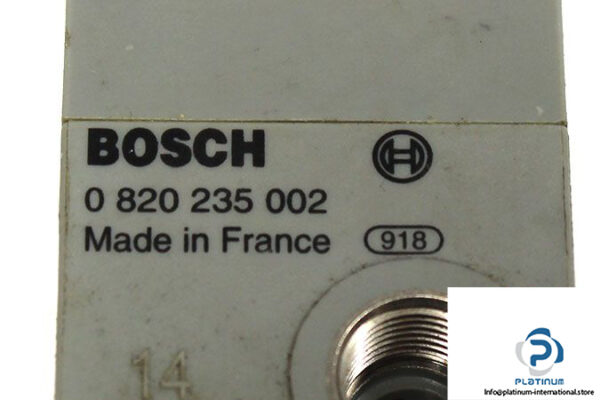 BOSCH
0 820 235 002
Made in France 918
14
PLATINUM
Info@platinum-international.store